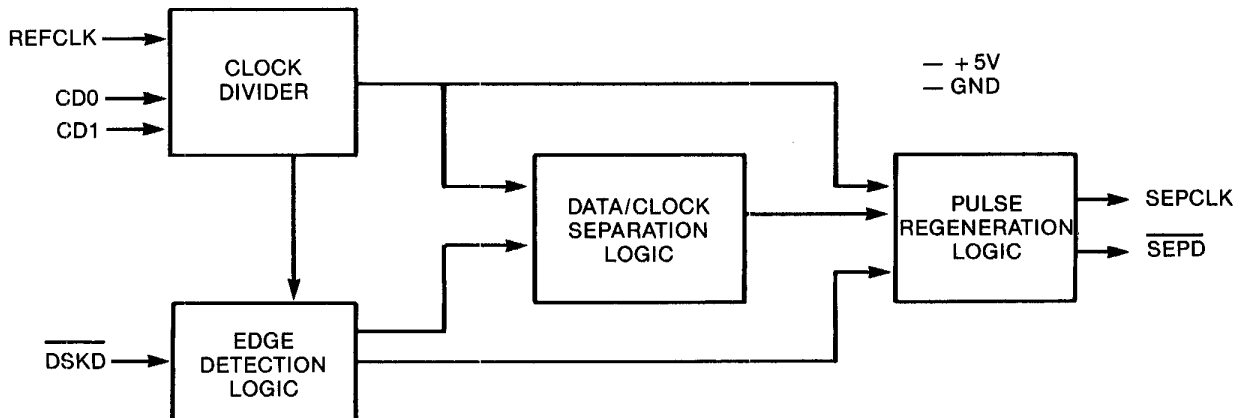 REFCLK
CD0
CD1
CLOCK
DIVIDER
— +5V
— GND
DATA/CLOCK
SEPARATION
LOGIC
PULSE
REGENERATION
LOGIC
SEPCLK
SEPD
DSKD
EDGE
DETECTION
LOGIC